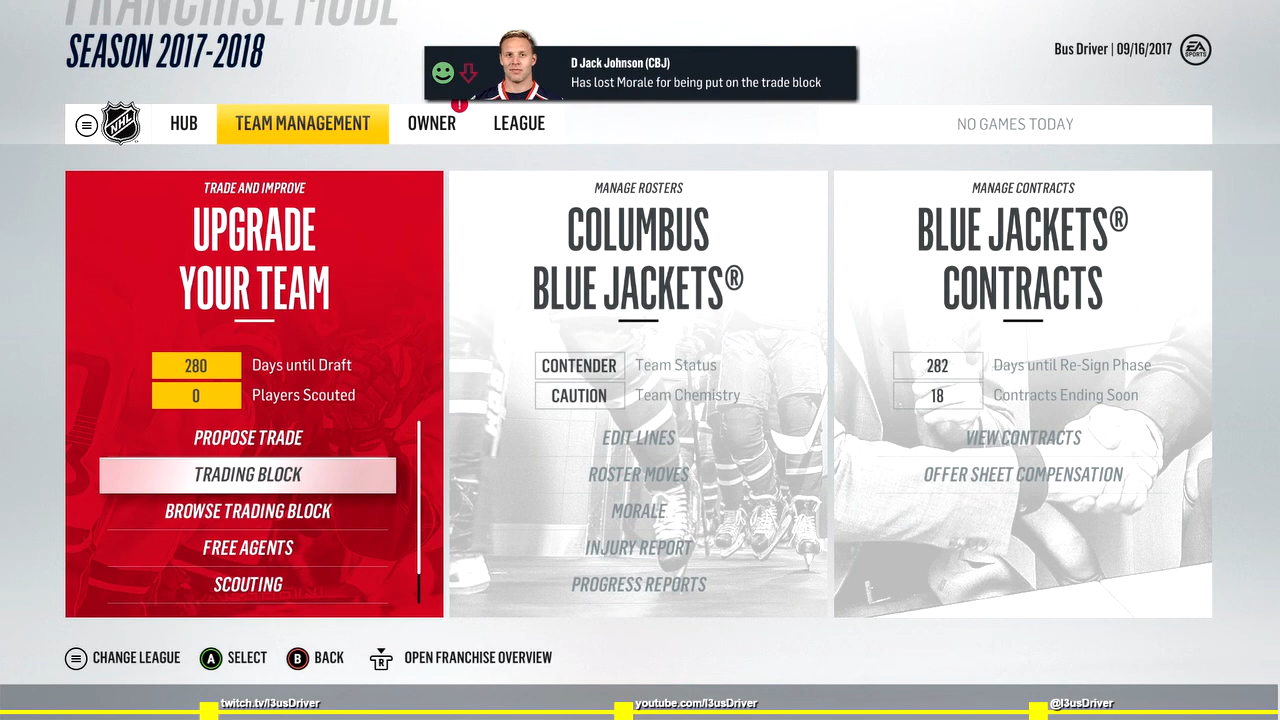 FRANCHISE MODE
SEASON 2017-2018
D Jack Johnson (CBJ)
Has lost Morale for being put on the trade block
Bus Driver | 09/16/2017
EA SPORTS
NHL
HUB
TEAM MANAGEMENT
OWNER
!
LEAGUE
NO GAMES TODAY
TRADE AND IMPROVE
UPGRADE
YOUR TEAM
280 Days until Draft
0 Players Scouted
PROPOSE TRADE
TRADING BLOCK
BROWSE TRADING BLOCK
FREE AGENTS
SCOUTING
MANAGE ROSTERS
COLUMBUS
BLUE JACKETS®
CONTENDER Team Status
CAUTION Team Chemistry
EDIT LINES
ROSTER MOVES
MORALE
INJURY REPORT
PROGRESS REPORTS
MANAGE CONTRACTS
BLUE JACKETS®
CONTRACTS
282 Days until Re-Sign Phase
18 Contracts Ending Soon
VIEW CONTRACTS
OFFER SHEET COMPENSATION
CHANGE LEAGUE
A SELECT
B BACK
R OPEN FRANCHISE OVERVIEW
twitch.tv/l3usDriver
youtube.com/l3usDriver
@l3usDriver